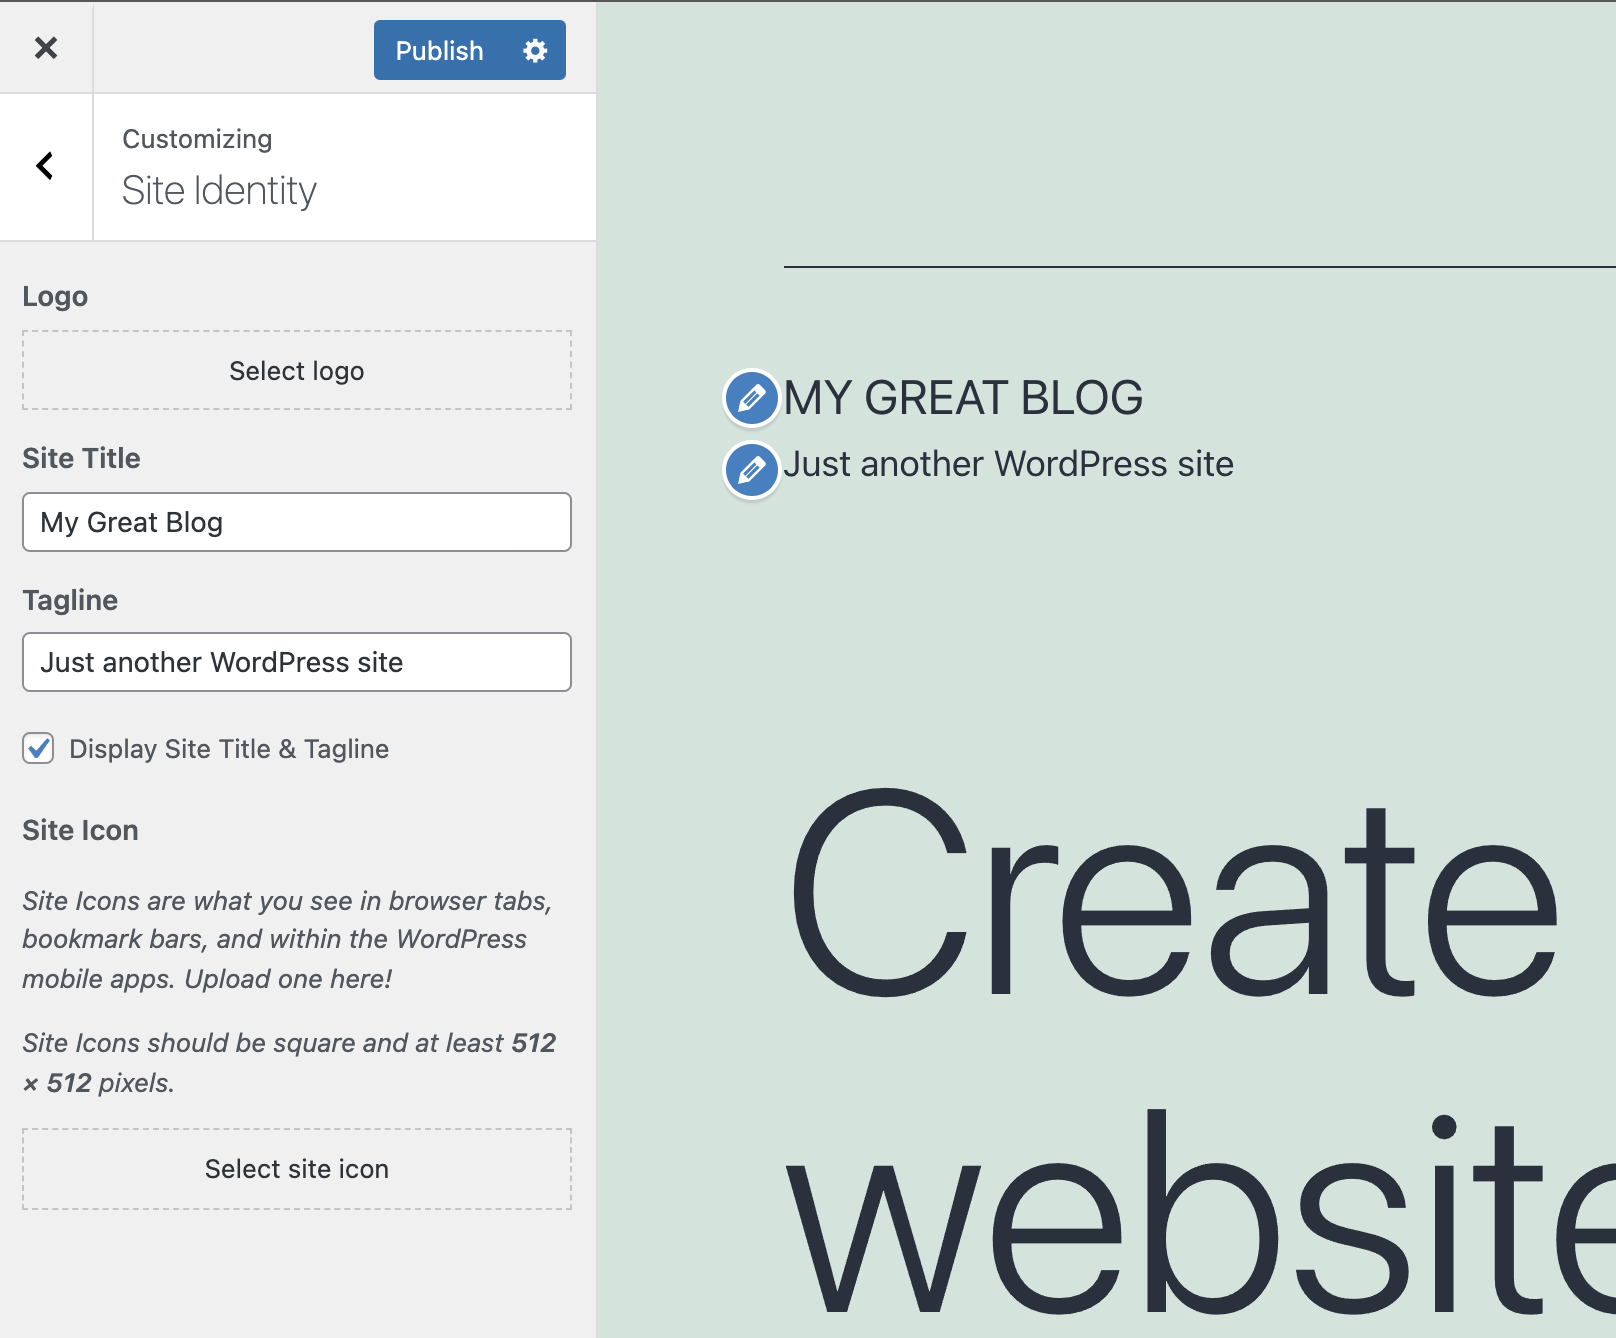 Publish
Customizing
Site Identity
Logo
Select logo
Site Title
My Great Blog
Tagline
Just another WordPress site
Display Site Title & Tagline
Site Icon
Site Icons are what you see in browser tabs,
bookmark bars, and within the WordPress
mobile apps. Upload one here!
Site Icons should be square and at least 512
× 512 pixels.
Select site icon
MY GREAT BLOG
Just another WordPress site
Create
website